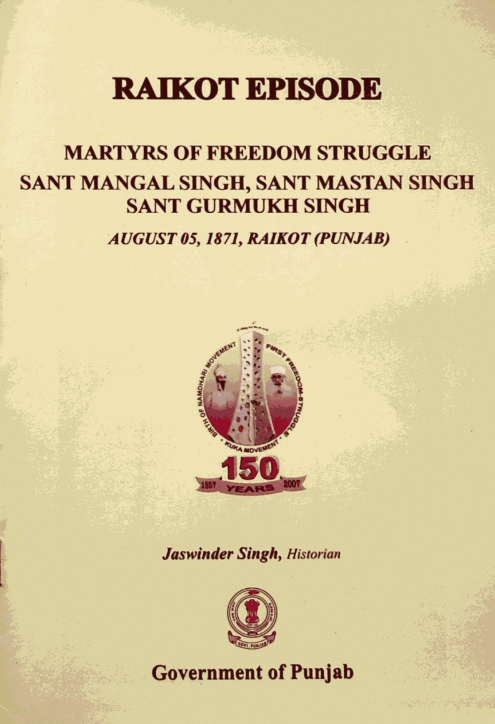 RAIKOT EPISODE
MARTYRS OF FREEDOM STRUGGLE
SANT MANGAL SINGH, SANT MASTAN SINGH
SANT GURMUKH SINGH
AUGUST 05, 1871, RAIKOT (PUNJAB)
BIRTH OF NAMDHARI MOVEMENT
FIRST FREEDOM-STRUGGLE
KUKA MOVEMENT
150
1857 YEARS 2007
Jaswinder Singh, Historian
GOVT. PUNJAB
Government of Punjab